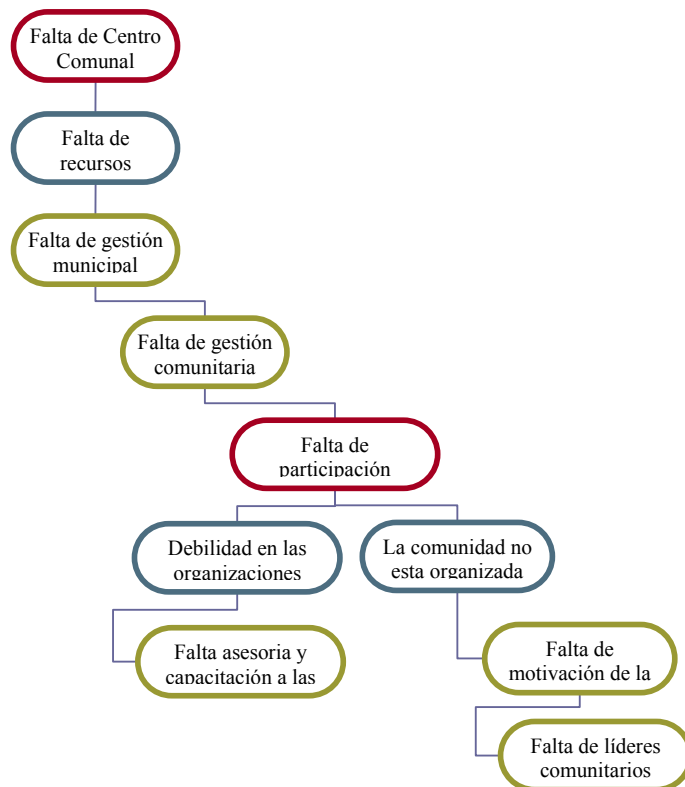 Falta de Centro
Comunal
Falta de
recursos
Falta de gestión
municipal
Falta de gestión
comunitaria
Falta de
participación
Debilidad en las
organizaciones
La comunidad no
esta organizada
Falta asesoria y
capacitación a las
Falta de
motivación de la
Falta de líderes
comunitarios